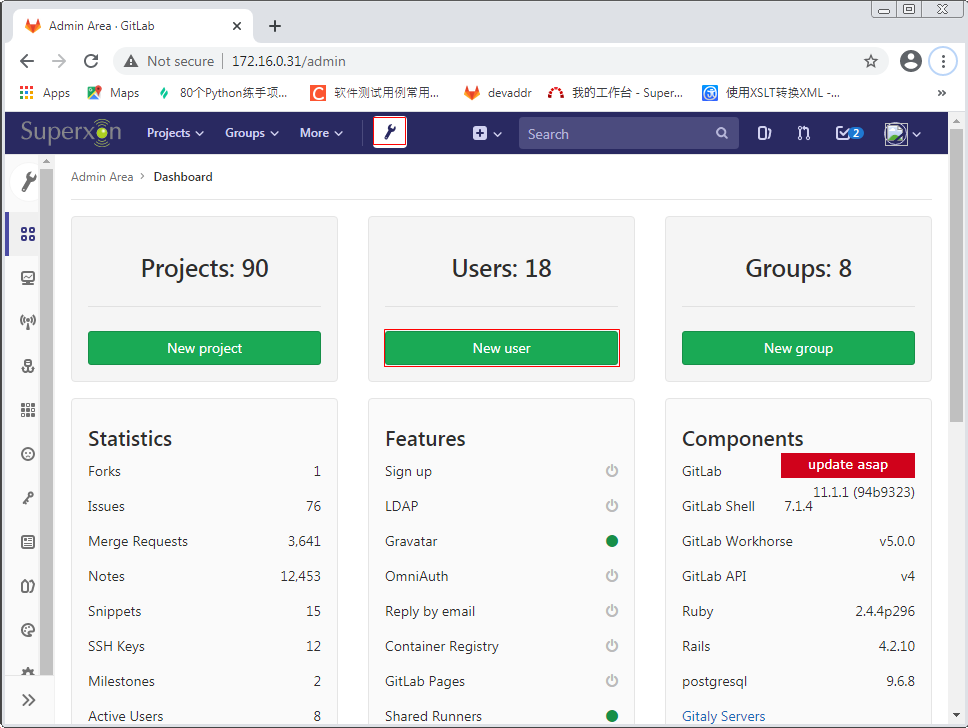 Admin Area · GitLab
Not secure
172.16.0.31/admin
Apps
Maps
80个Python练手项...
软件测试用例常用...
devaddr
我的工作台 - Super...
使用XSLT转换XML -...
»
Superxon
Projects
Groups
More
Search
2
Admin Area
Dashboard
Projects: 90
Users: 18
Groups: 8
New project
New user
New group
Statistics
Forks 1
Issues 76
Merge Requests 3,641
Notes 12,453
Snippets 15
SSH Keys 12
Milestones 2
Active Users 8
Features
Sign up
LDAP
Gravatar
OmniAuth
Reply by email
Container Registry
GitLab Pages
Shared Runners
Components
GitLab update asap
11.1.1 (94b9323)
GitLab Shell 7.1.4
GitLab Workhorse v5.0.0
GitLab API v4
Ruby 2.4.4p296
Rails 4.2.10
postgresql 9.6.8
Gitaly Servers